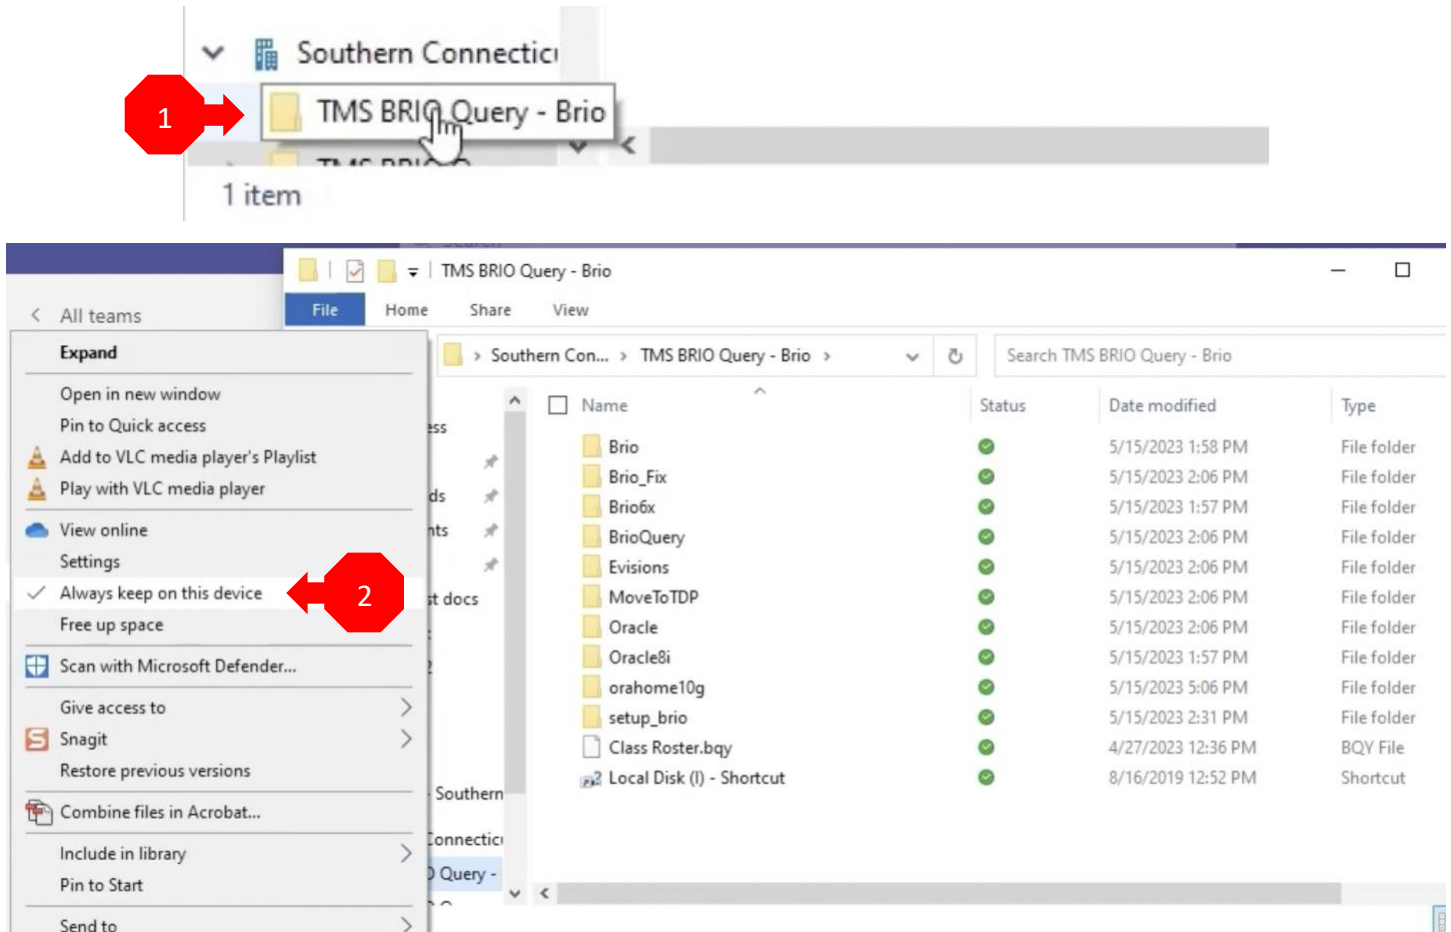 Southern Connectic
1
TMS BRIO Query - Brio
TMS BRIO Q
1 item
Search
TMS BRIO Query - Brio
File Home Share View
All teams
Expand
Southern Con... › TMS BRIO Query - Brio ›
Search TMS BRIO Query - Brio
Open in new window
Pin to Quick access
Add to VLC media player's Playlist
Play with VLC media player
View online
Settings
Always keep on this device
2
Free up space
Scan with Microsoft Defender...
Give access to
Snagit
Restore previous versions
Combine files in Acrobat...
Include in library
Pin to Start
Send to
ess
ds
nts
st docs
Southern
Connectic
Query -
Name Status Date modified Type
Brio 5/15/2023 1:58 PM File folder
Brio_Fix 5/15/2023 2:06 PM File folder
Brio6x 5/15/2023 1:57 PM File folder
BrioQuery 5/15/2023 2:06 PM File folder
Evisions 5/15/2023 2:06 PM File folder
MoveToTDP 5/15/2023 2:06 PM File folder
Oracle 5/15/2023 2:06 PM File folder
Oracle8i 5/15/2023 1:57 PM File folder
orahome10g 5/15/2023 5:06 PM File folder
setup_brio 5/15/2023 2:31 PM File folder
Class Roster.bqy 4/27/2023 12:36 PM BQY File
Local Disk (I) - Shortcut 8/16/2019 12:52 PM Shortcut